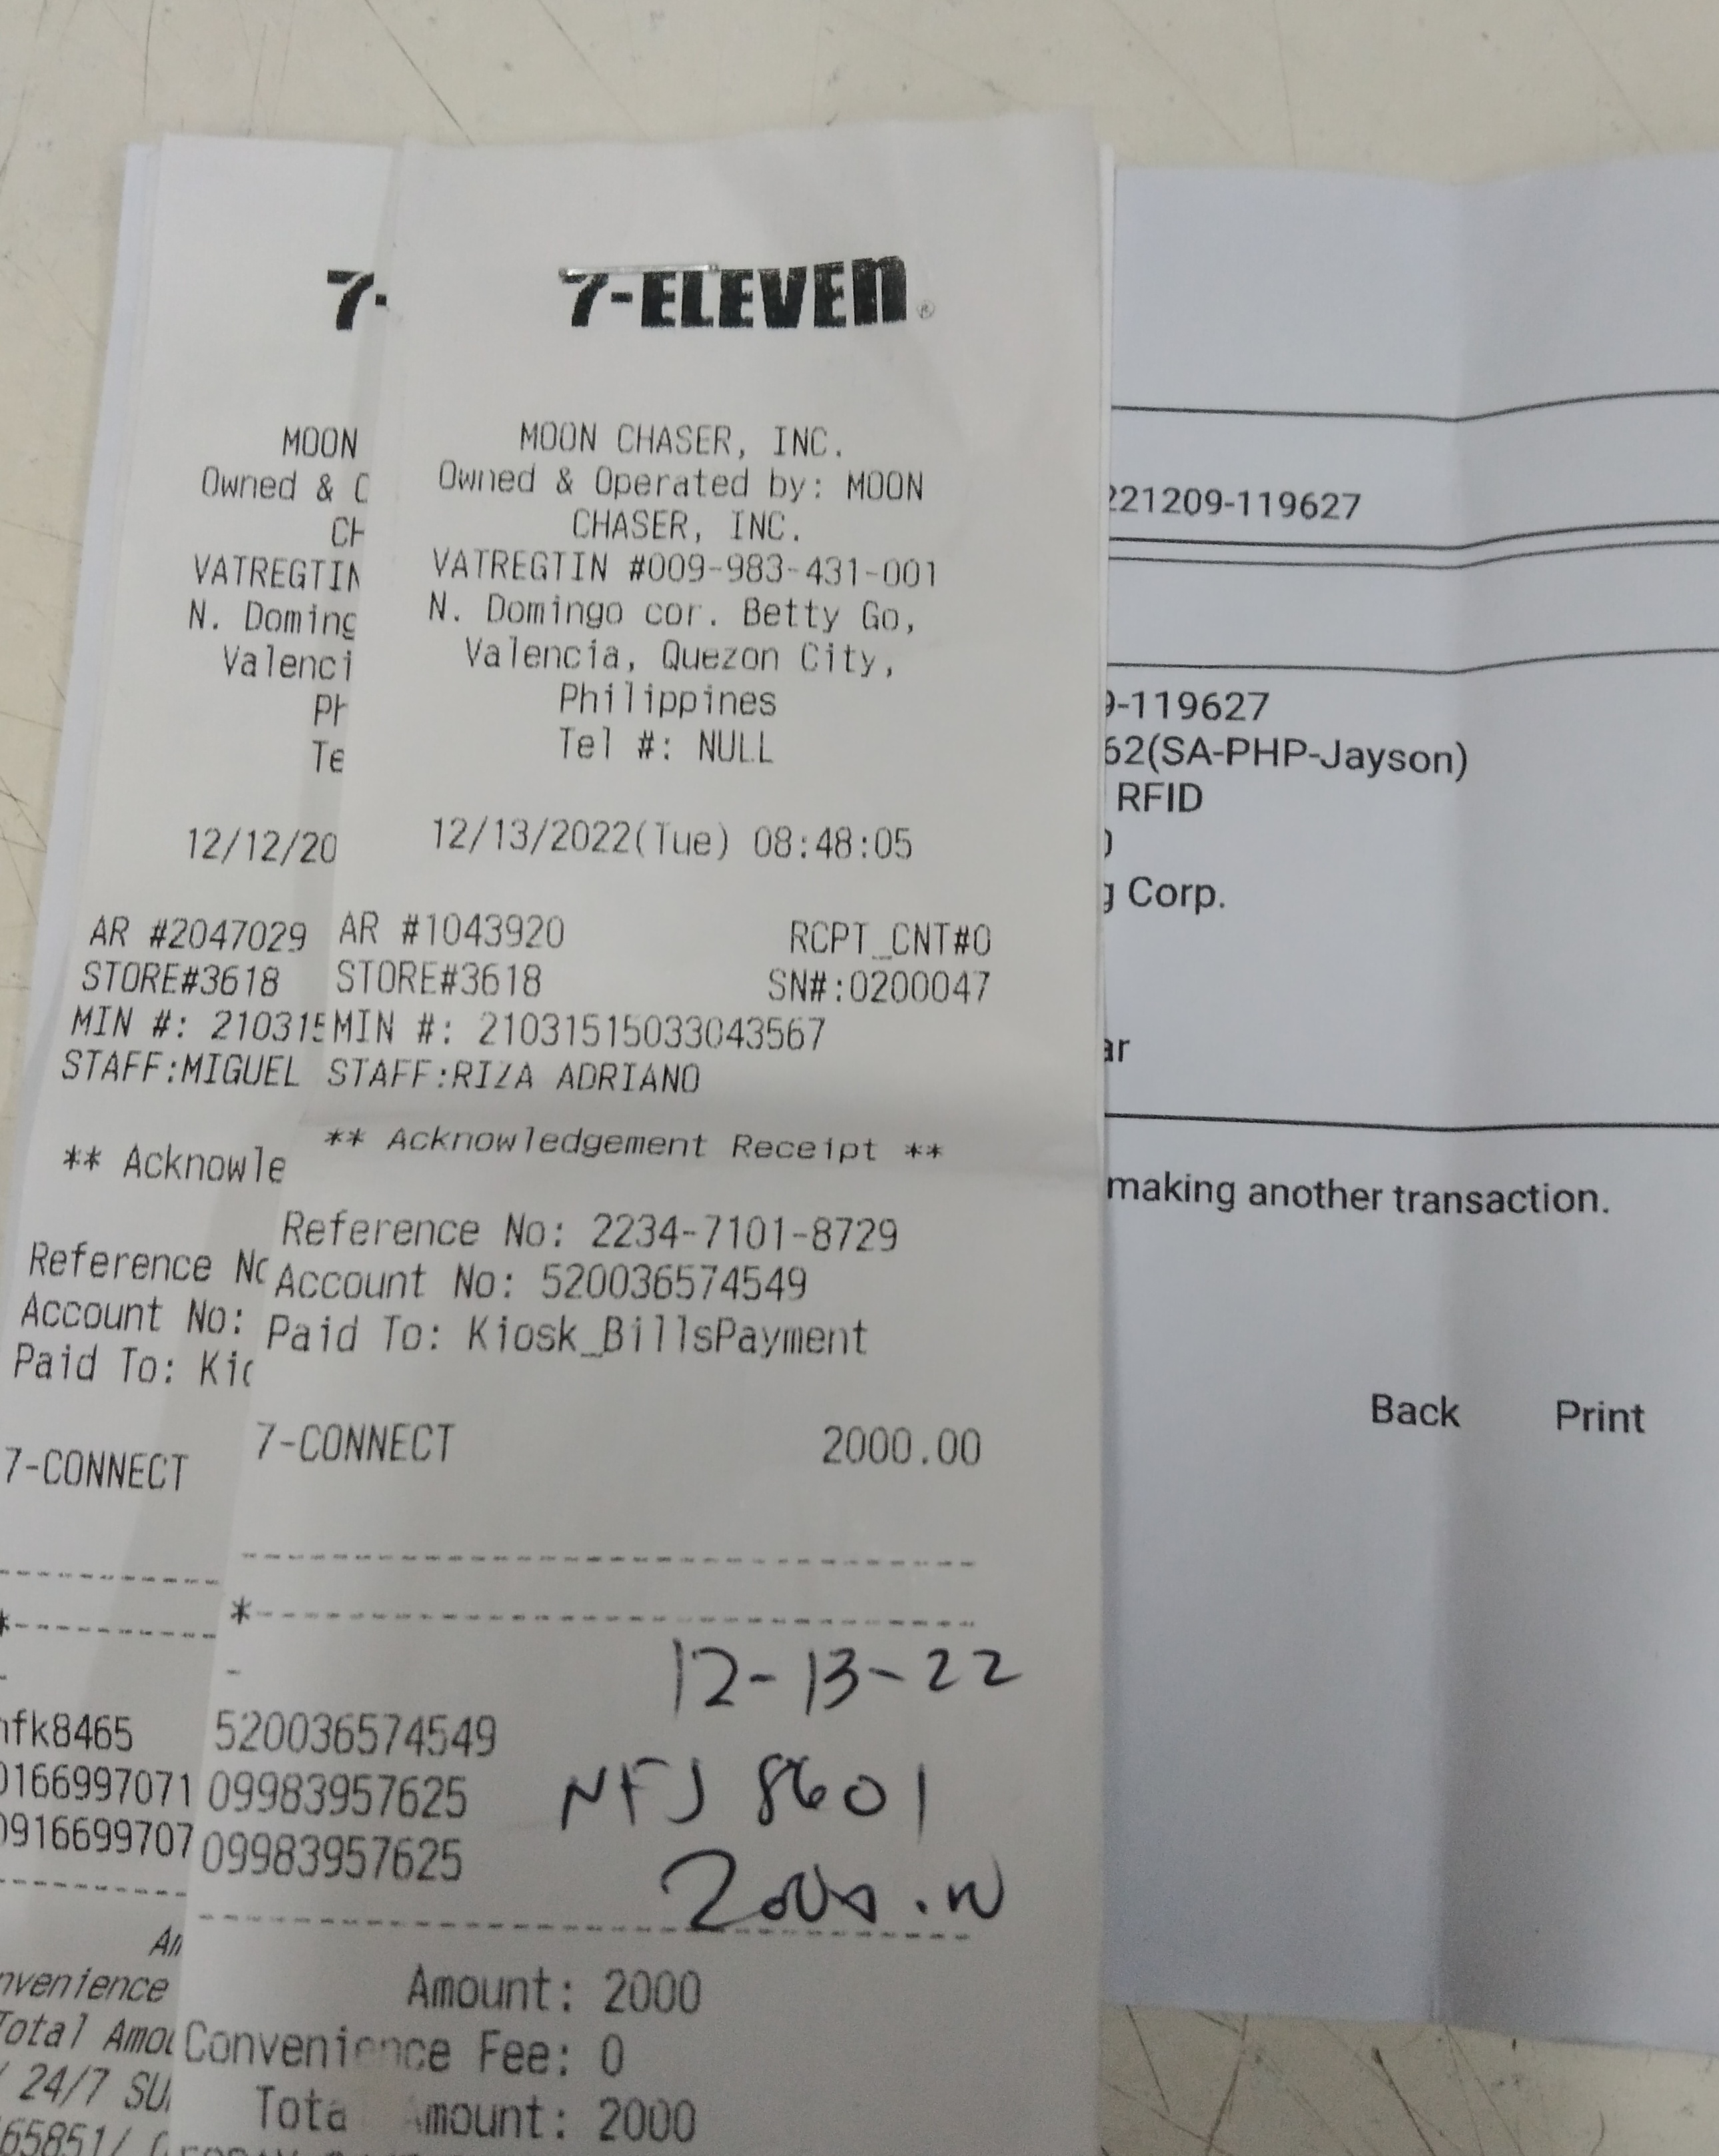 7-
MOON
Owned & C
CH
VATREGTIN
N. Doming
Valenci
Ph
Te
12/12/20
AR #2047029
STORE#3618
MIN #: 210315
STAFF:MIGUEL
** Acknowle
Reference No
Account No:
Paid To: Kio
7-CONNECT
*
-
nfk8465
0166997071
0916699707
Am
nvenience
Total Amou
/ 24/7 SU
65851/
7-ELEVEn®
MOON CHASER, INC.
Owned & Operated by: MOON
CHASER, INC.
VATREGTIN #009-983-431-001
N. Domingo cor. Betty Go,
Valencia, Quezon City,
Philippines
Tel #: NULL
12/13/2022(Tue) 08:48:05
AR #1043920 RCPT_CNT#0
STORE#3618 SN#:0200047
MIN #: 21031515033043567
STAFF:RIZA ADRIANO
** Acknowledgement Receipt **
Reference No: 2234-7101-8729
Account No: 520036574549
Paid To: Kiosk_BillsPayment
7-CONNECT 2000.00
*
-
12-13-22
520036574549
09983957625
NFJ 8601
09983957625
2000.00
Amount: 2000
Convenience Fee: 0
Total Amount: 2000
221209-119627
9-119627
62(SA-PHP-Jayson)
RFID
g Corp.
ar
making another transaction.
Back Print